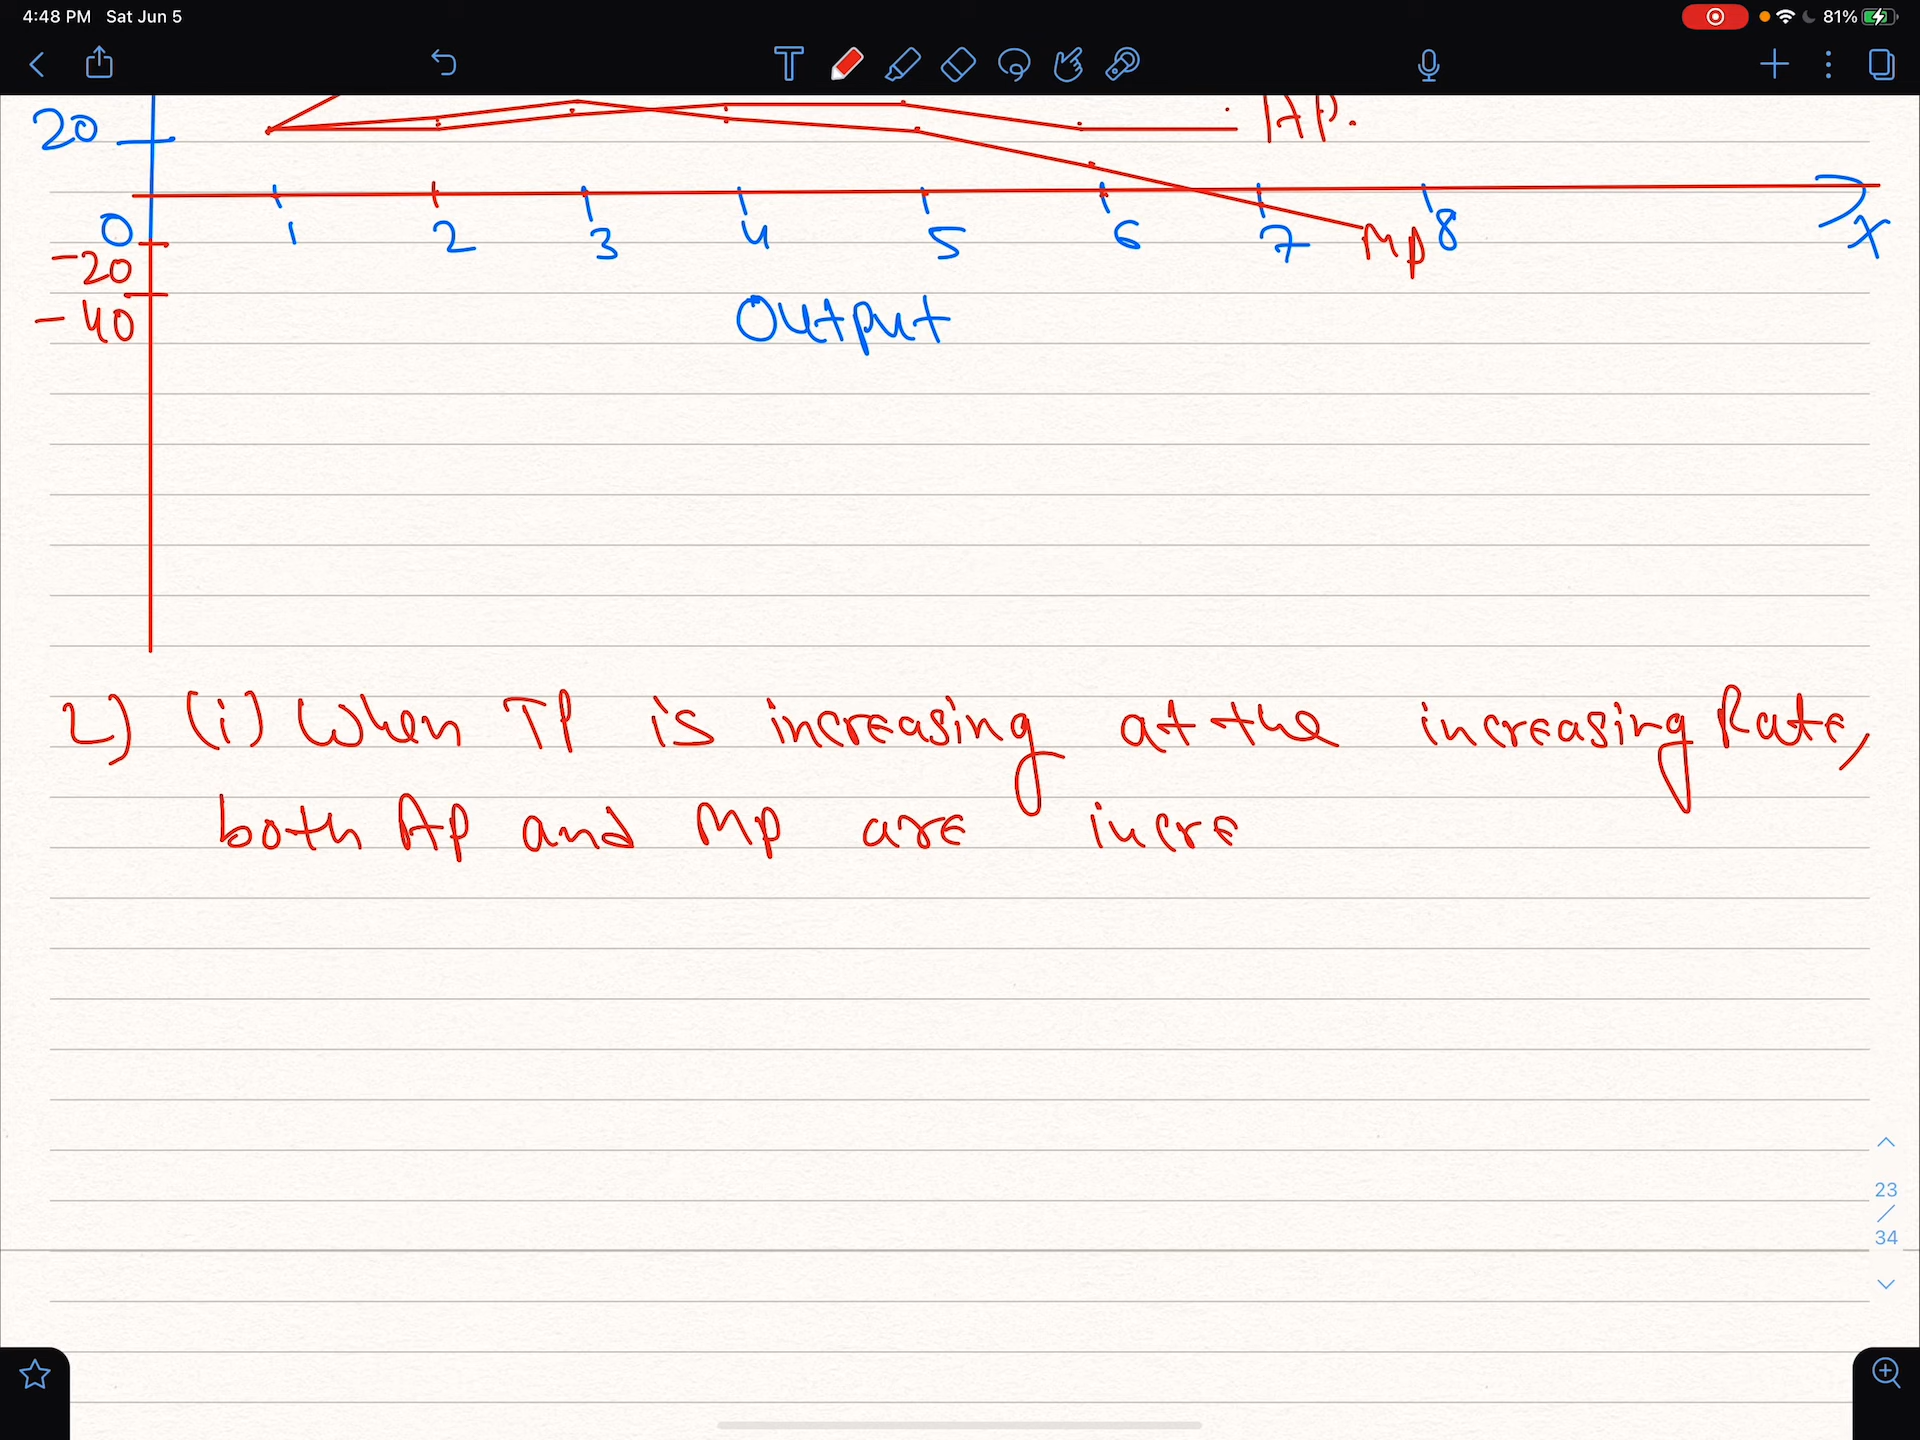 4:48 PM Sat Jun 5
81%
T
20
AP.
0
1 2 3 4 5 6 7 8
Mp
X
-20
-40
Output
2) (i) When TP is increasing at the increasing Rate,
both AP and Mp are incre
23
/
34